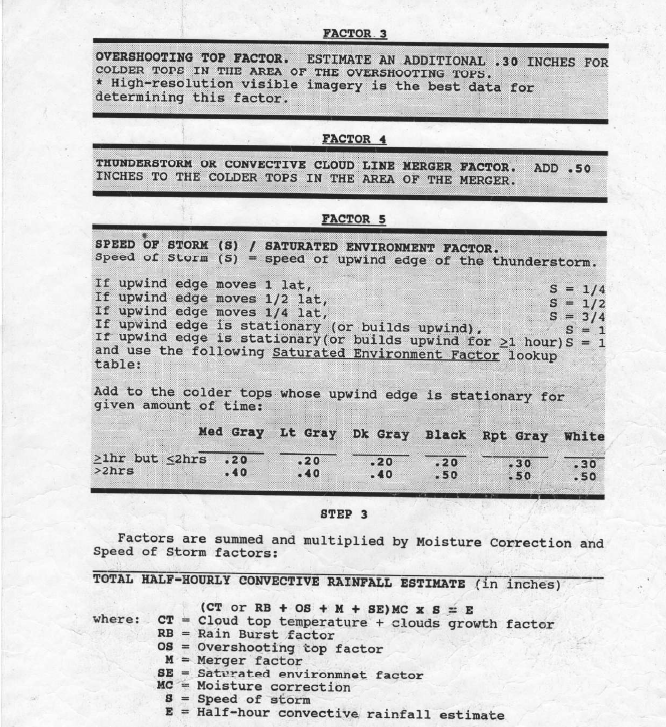 FACTOR 3
OVERSHOOTING TOP FACTOR. ESTIMATE AN ADDITIONAL .30 INCHES FOR
COLDER TOPS IN THE AREA OF THE OVERSHOOTING TOPS.
* High-resolution visible imagery is the best data for
determining this factor.
FACTOR 4
THUNDERSTORM OR CONVECTIVE CLOUD LINE MERGER FACTOR. ADD .50
INCHES TO THE COLDER TOPS IN THE AREA OF THE MERGER.
FACTOR 5
SPEED OF STORM (S) / SATURATED ENVIRONMENT FACTOR.
Speed of Storm (S) = speed of upwind edge of the thunderstorm.
If upwind edge moves 1 lat, S = 1/4
If upwind edge moves 1/2 lat, S = 1/2
If upwind edge moves 1/4 lat, S = 3/4
If upwind edge is stationary (or builds upwind), S = 1
If upwind edge is stationary(or builds upwind for ≥1 hour)S = 1
and use the following Saturated Environment Factor lookup
table:
Add to the colder tops whose upwind edge is stationary for
given amount of time:
Med Gray Lt Gray Dk Gray Black Rpt Gray White
≥1hr but ≤2hrs .20 .20 .20 .20 .30 .30
>2hrs .40 .40 .40 .50 .50 .50
STEP 3
Factors are summed and multiplied by Moisture Correction and
Speed of Storm factors:
TOTAL HALF-HOURLY CONVECTIVE RAINFALL ESTIMATE (in inches)
(CT or RB + OS + M + SE)MC x S = E
where: CT = Cloud top temperature + clouds growth factor
RB = Rain Burst factor
OS = Overshooting top factor
M = Merger factor
SE = Saturated environmnet factor
MC = Moisture correction
S = Speed of storm
E = Half-hour convective rainfall estimate